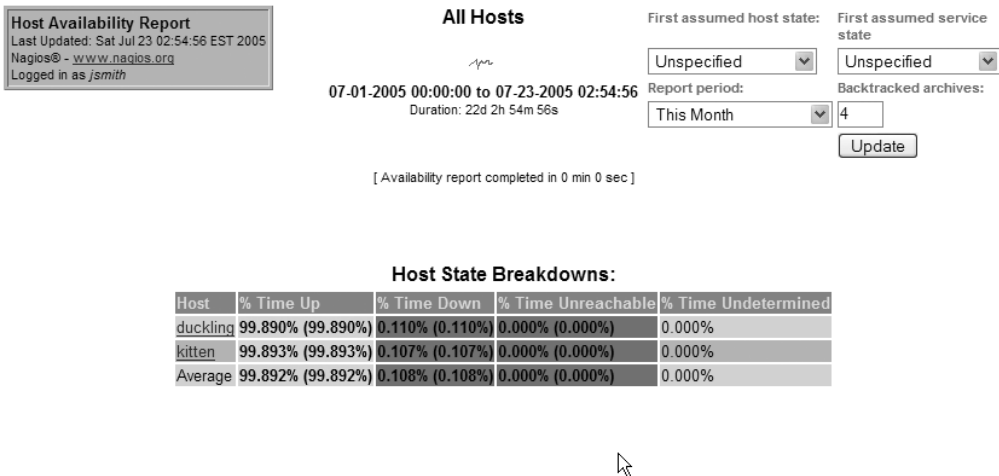 Host Availability Report
Last Updated: Sat Jul 23 02:54:56 EST 2005
Nagios® - www.nagios.org
Logged in as jsmith
All Hosts
07-01-2005 00:00:00 to 07-23-2005 02:54:56
Duration: 22d 2h 54m 56s
First assumed host state:
First assumed service state
Unspecified
Unspecified
Report period:
Backtracked archives:
This Month
4
Update
[ Availability report completed in 0 min 0 sec ]
Host State Breakdowns:
Host % Time Up % Time Down % Time Unreachable % Time Undetermined
duckling 99.890% (99.890%) 0.110% (0.110%) 0.000% (0.000%) 0.000%
kitten 99.893% (99.893%) 0.107% (0.107%) 0.000% (0.000%) 0.000%
Average 99.892% (99.892%) 0.108% (0.108%) 0.000% (0.000%) 0.000%